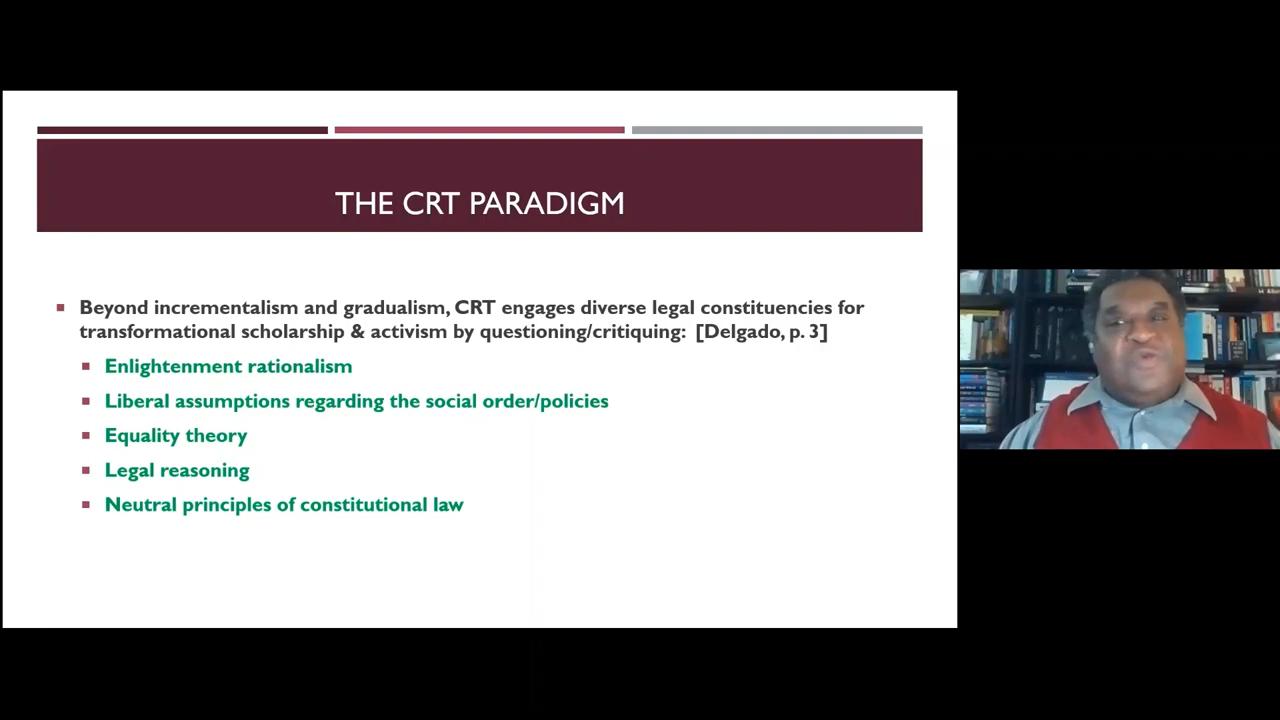 THE CRT PARADIGM
Beyond incrementalism and gradualism, CRT engages diverse legal constituencies for
transformational scholarship & activism by questioning/critiquing: [Delgado, p. 3]
Enlightenment rationalism
Liberal assumptions regarding the social order/policies
Equality theory
Legal reasoning
Neutral principles of constitutional law